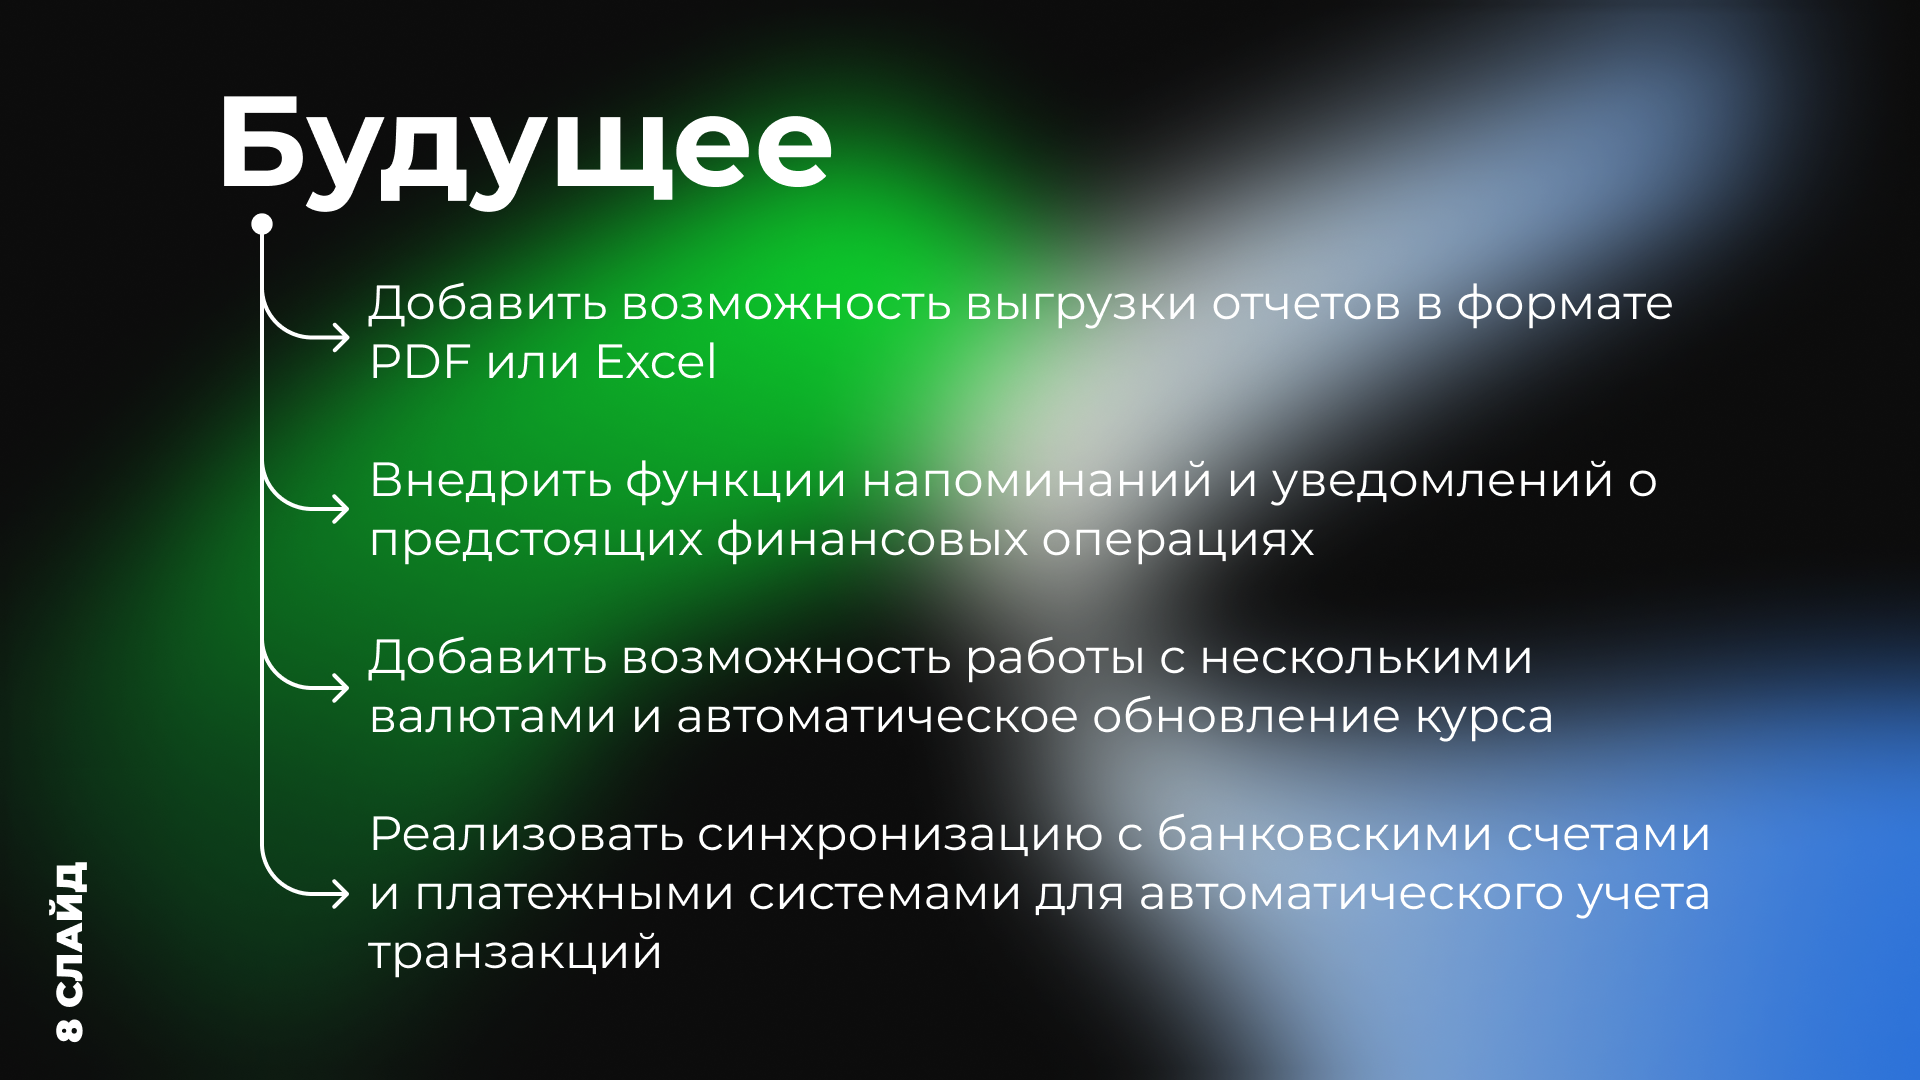 Будущее
Добавить возможность выгрузки отчетов в формате
PDF или Excel
Внедрить функции напоминаний и уведомлений о
предстоящих финансовых операциях
Добавить возможность работы с несколькими
валютами и автоматическое обновление курса
Реализовать синхронизацию с банковскими счетами
и платежными системами для автоматического учета
транзакций
8 СЛАЙД